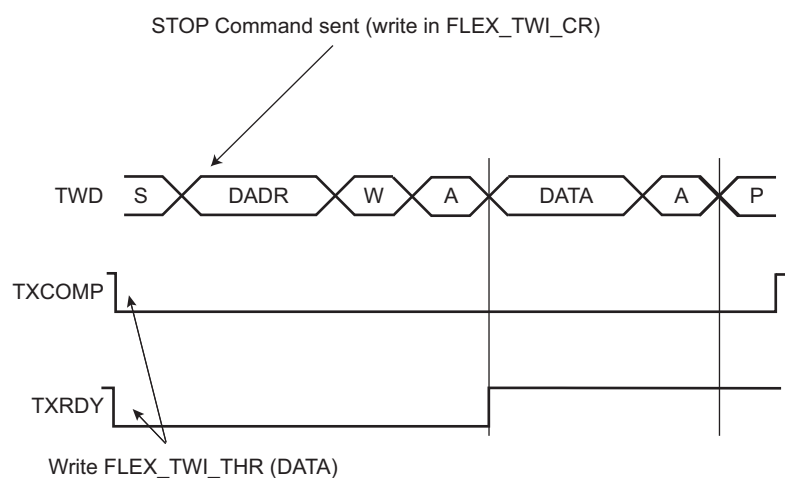 STOP Command sent (write in FLEX_TWI_CR)
TWD S DADR W A DATA A P
TXCOMP
TXRDY
Write FLEX_TWI_THR (DATA)